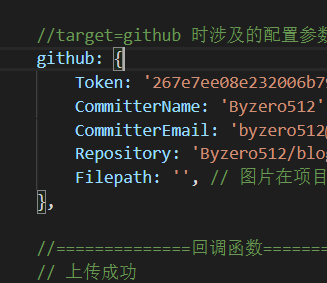 //target=github 时涉及的配置参数
github: {
Token: '267e7ee08e232006b79
CommitterName: 'Byzero512'
CommitterEmail: 'byzero512@
Repository: 'Byzero512/blog
Filepath: '', // 图片在项目
},
//==============回调函数=======
// 上传成功